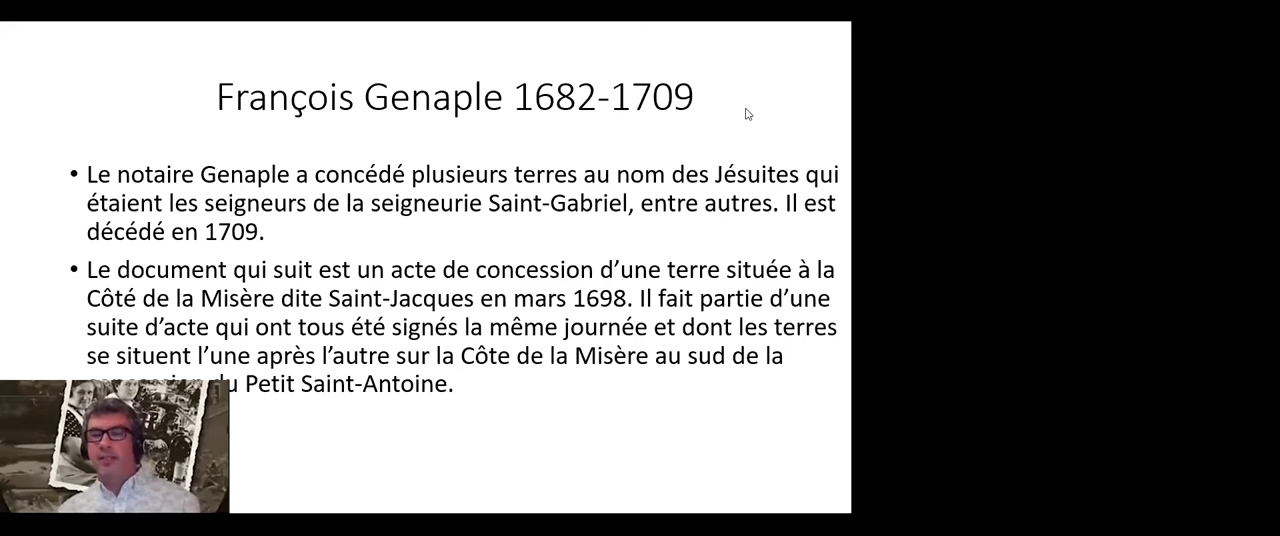 François Genaple 1682-1709
• Le notaire Genaple a concédé plusieurs terres au nom des Jésuites qui
étaient les seigneurs de la seigneurie Saint-Gabriel, entre autres. Il est
décédé en 1709.
• Le document qui suit est un acte de concession d’une terre située à la
Côté de la Misère dite Saint-Jacques en mars 1698. Il fait partie d’une
suite d’acte qui ont tous été signés la même journée et dont les terres
se situent l’une après l’autre sur la Côte de la Misère au sud de la
Petit Saint-Antoine.